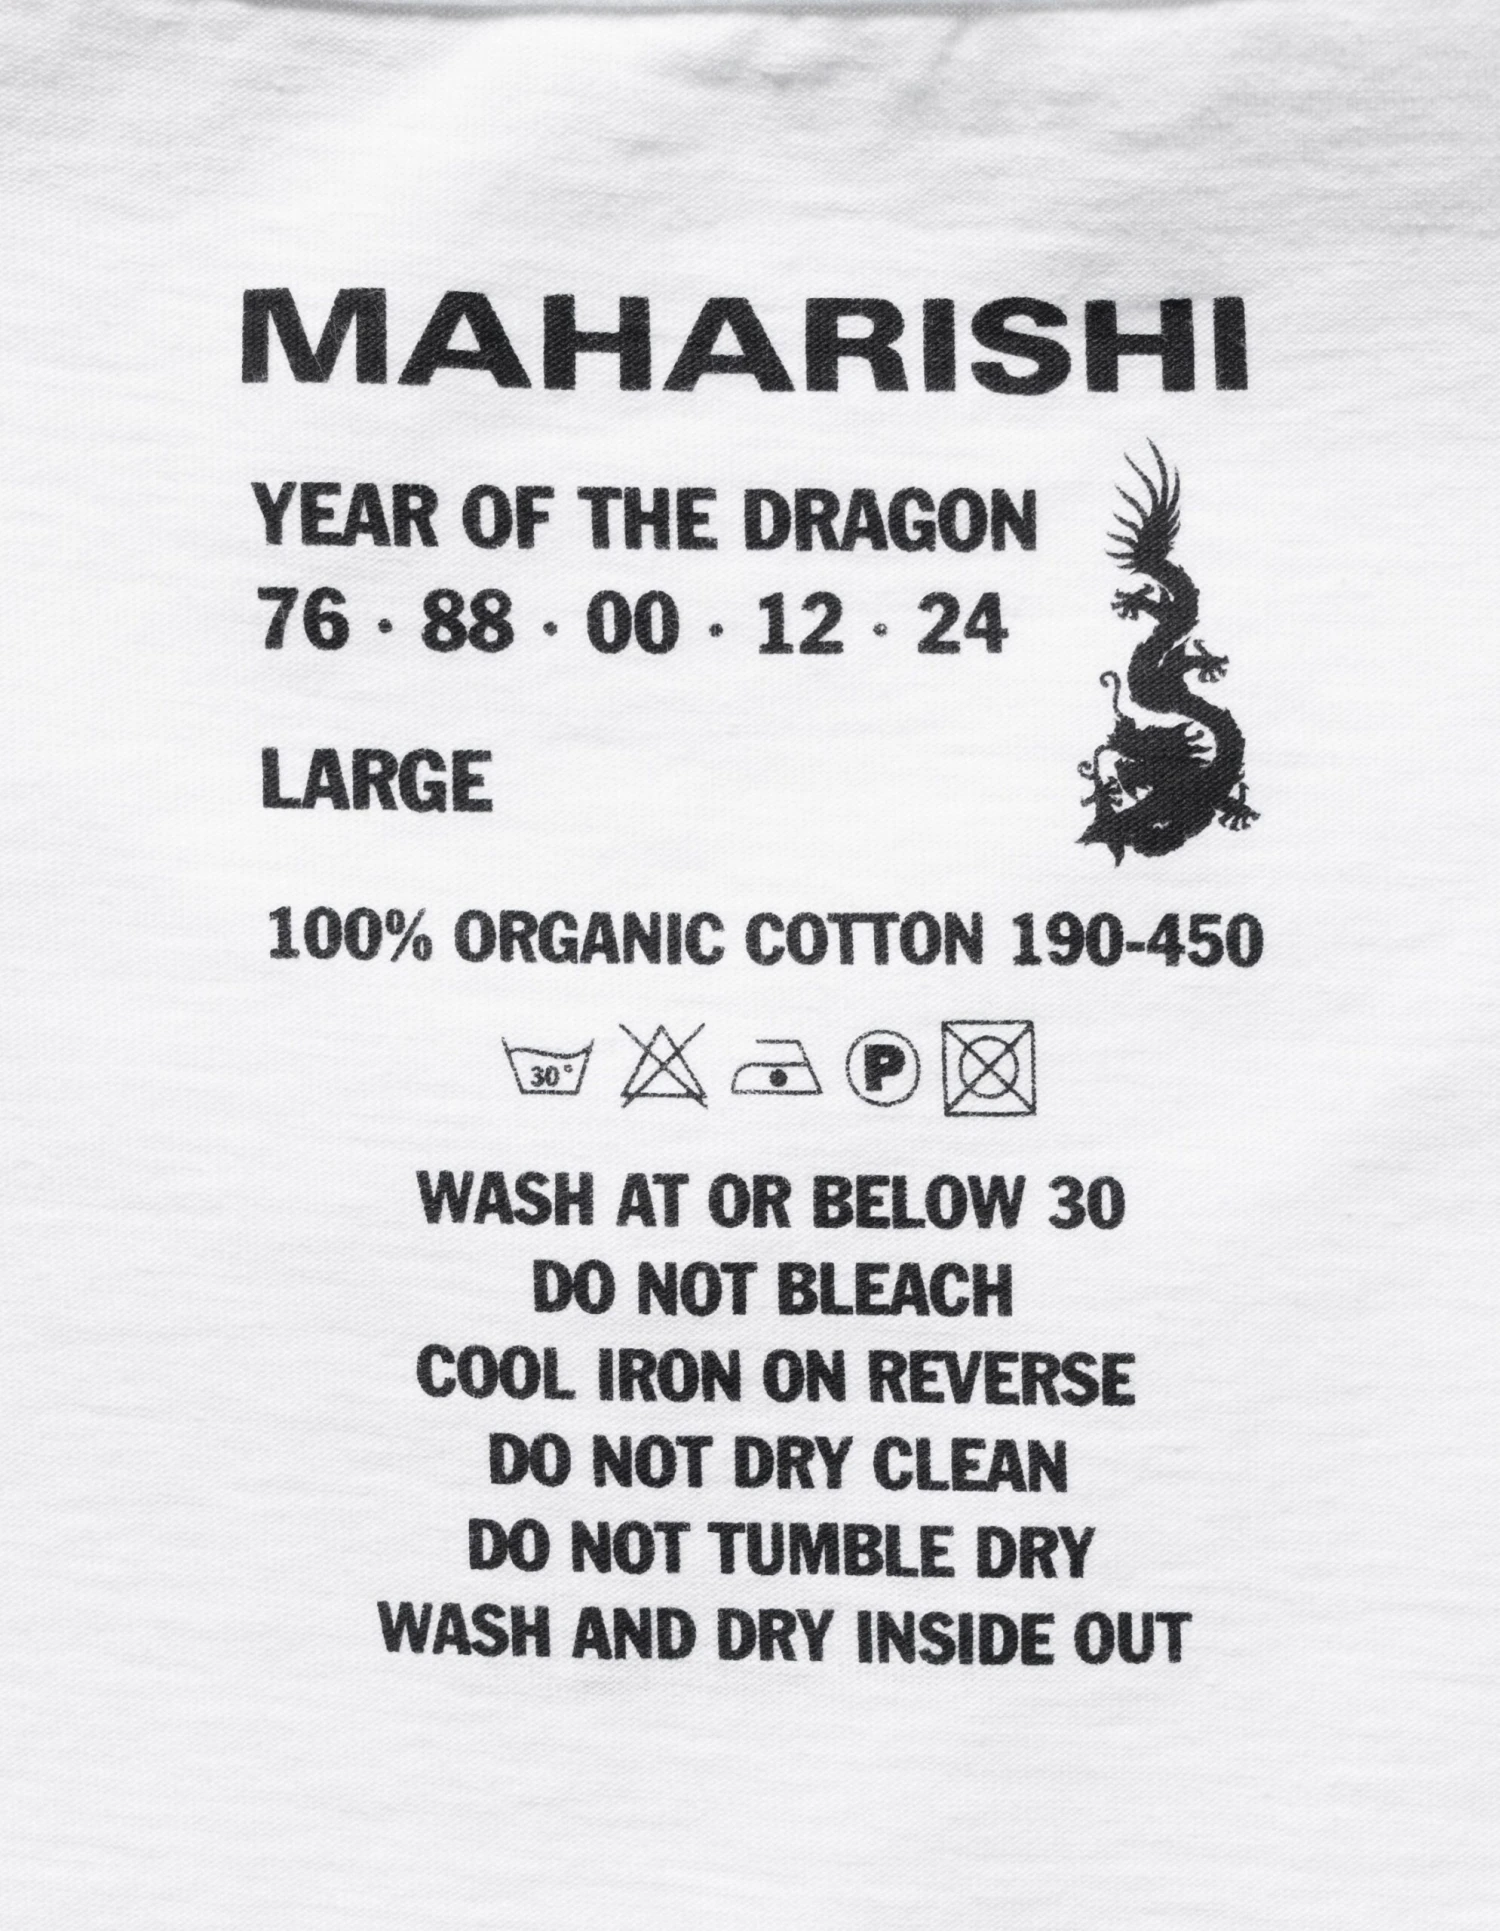 MAHARISHI
YEAR OF THE DRAGON
76 · 88 · 00 · 12 · 24
LARGE
100% ORGANIC COTTON 190-450
30° P
WASH AT OR BELOW 30
DO NOT BLEACH
COOL IRON ON REVERSE
DO NOT DRY CLEAN
DO NOT TUMBLE DRY
WASH AND DRY INSIDE OUT